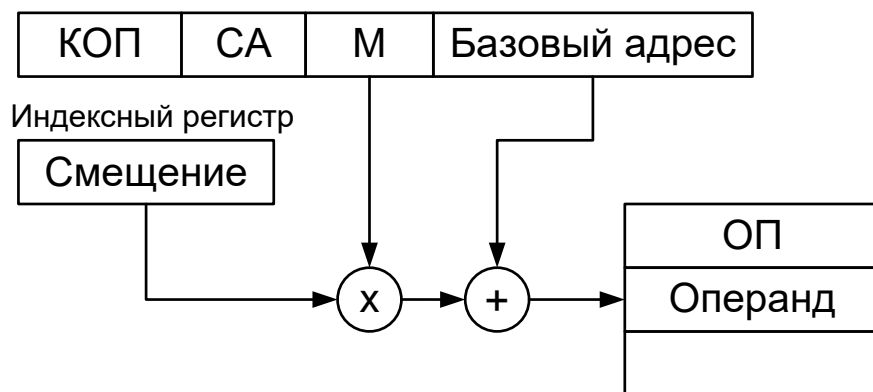 КОП СА М Базовый адрес
Индексный регистр
Смещение
ОП
x + Операнд